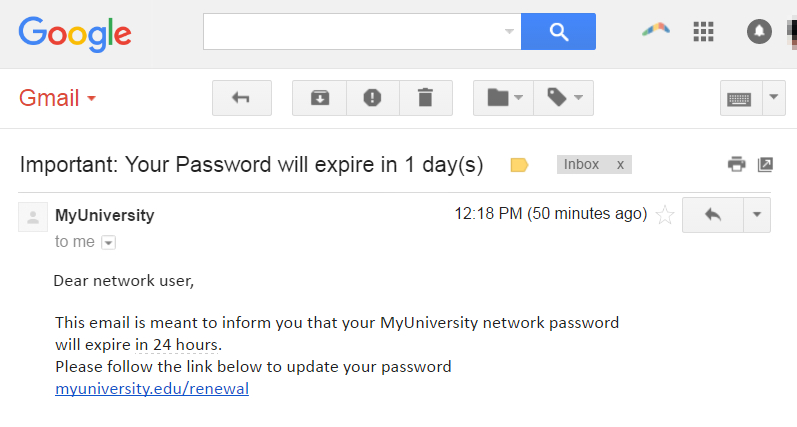 Google
Gmail
Important: Your Password will expire in 1 day(s)
Inbox x
MyUniversity
12:18 PM (50 minutes ago)
to me
Dear network user,
This email is meant to inform you that your MyUniversity network password
will expire in 24 hours.
Please follow the link below to update your password
myuniversity.edu/renewal